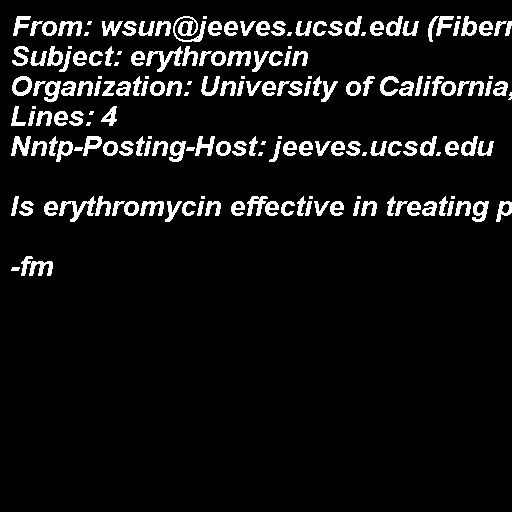 From: wsun@jeeves.ucsd.edu (Fiber
Subject: erythromycin
Organization: University of California,
Lines: 4
Nntp-Posting-Host: jeeves.ucsd.edu
Is erythromycin effective in treating p
-fm